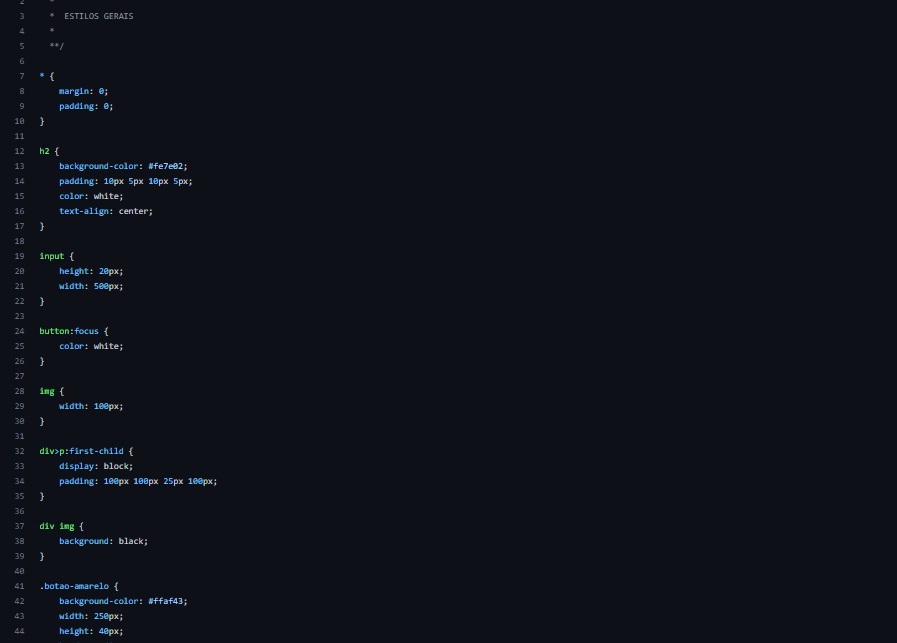 2 *
3 * ESTILOS GERAIS
4 *
5 **/
6
7 * {
8 margin: 0;
9 padding: 0;
10 }
11
12 h2 {
13 background-color: #fe7e02;
14 padding: 10px 5px 10px 5px;
15 color: white;
16 text-align: center;
17 }
18
19 input {
20 height: 20px;
21 width: 500px;
22 }
23
24 button:focus {
25 color: white;
26 }
27
28 img {
29 width: 100px;
30 }
31
32 div>p:first-child {
33 display: block;
34 padding: 100px 100px 25px 100px;
35 }
36
37 div img {
38 background: black;
39 }
40
41 .botao-amarelo {
42 background-color: #ffaf43;
43 width: 250px;
44 height: 40px;